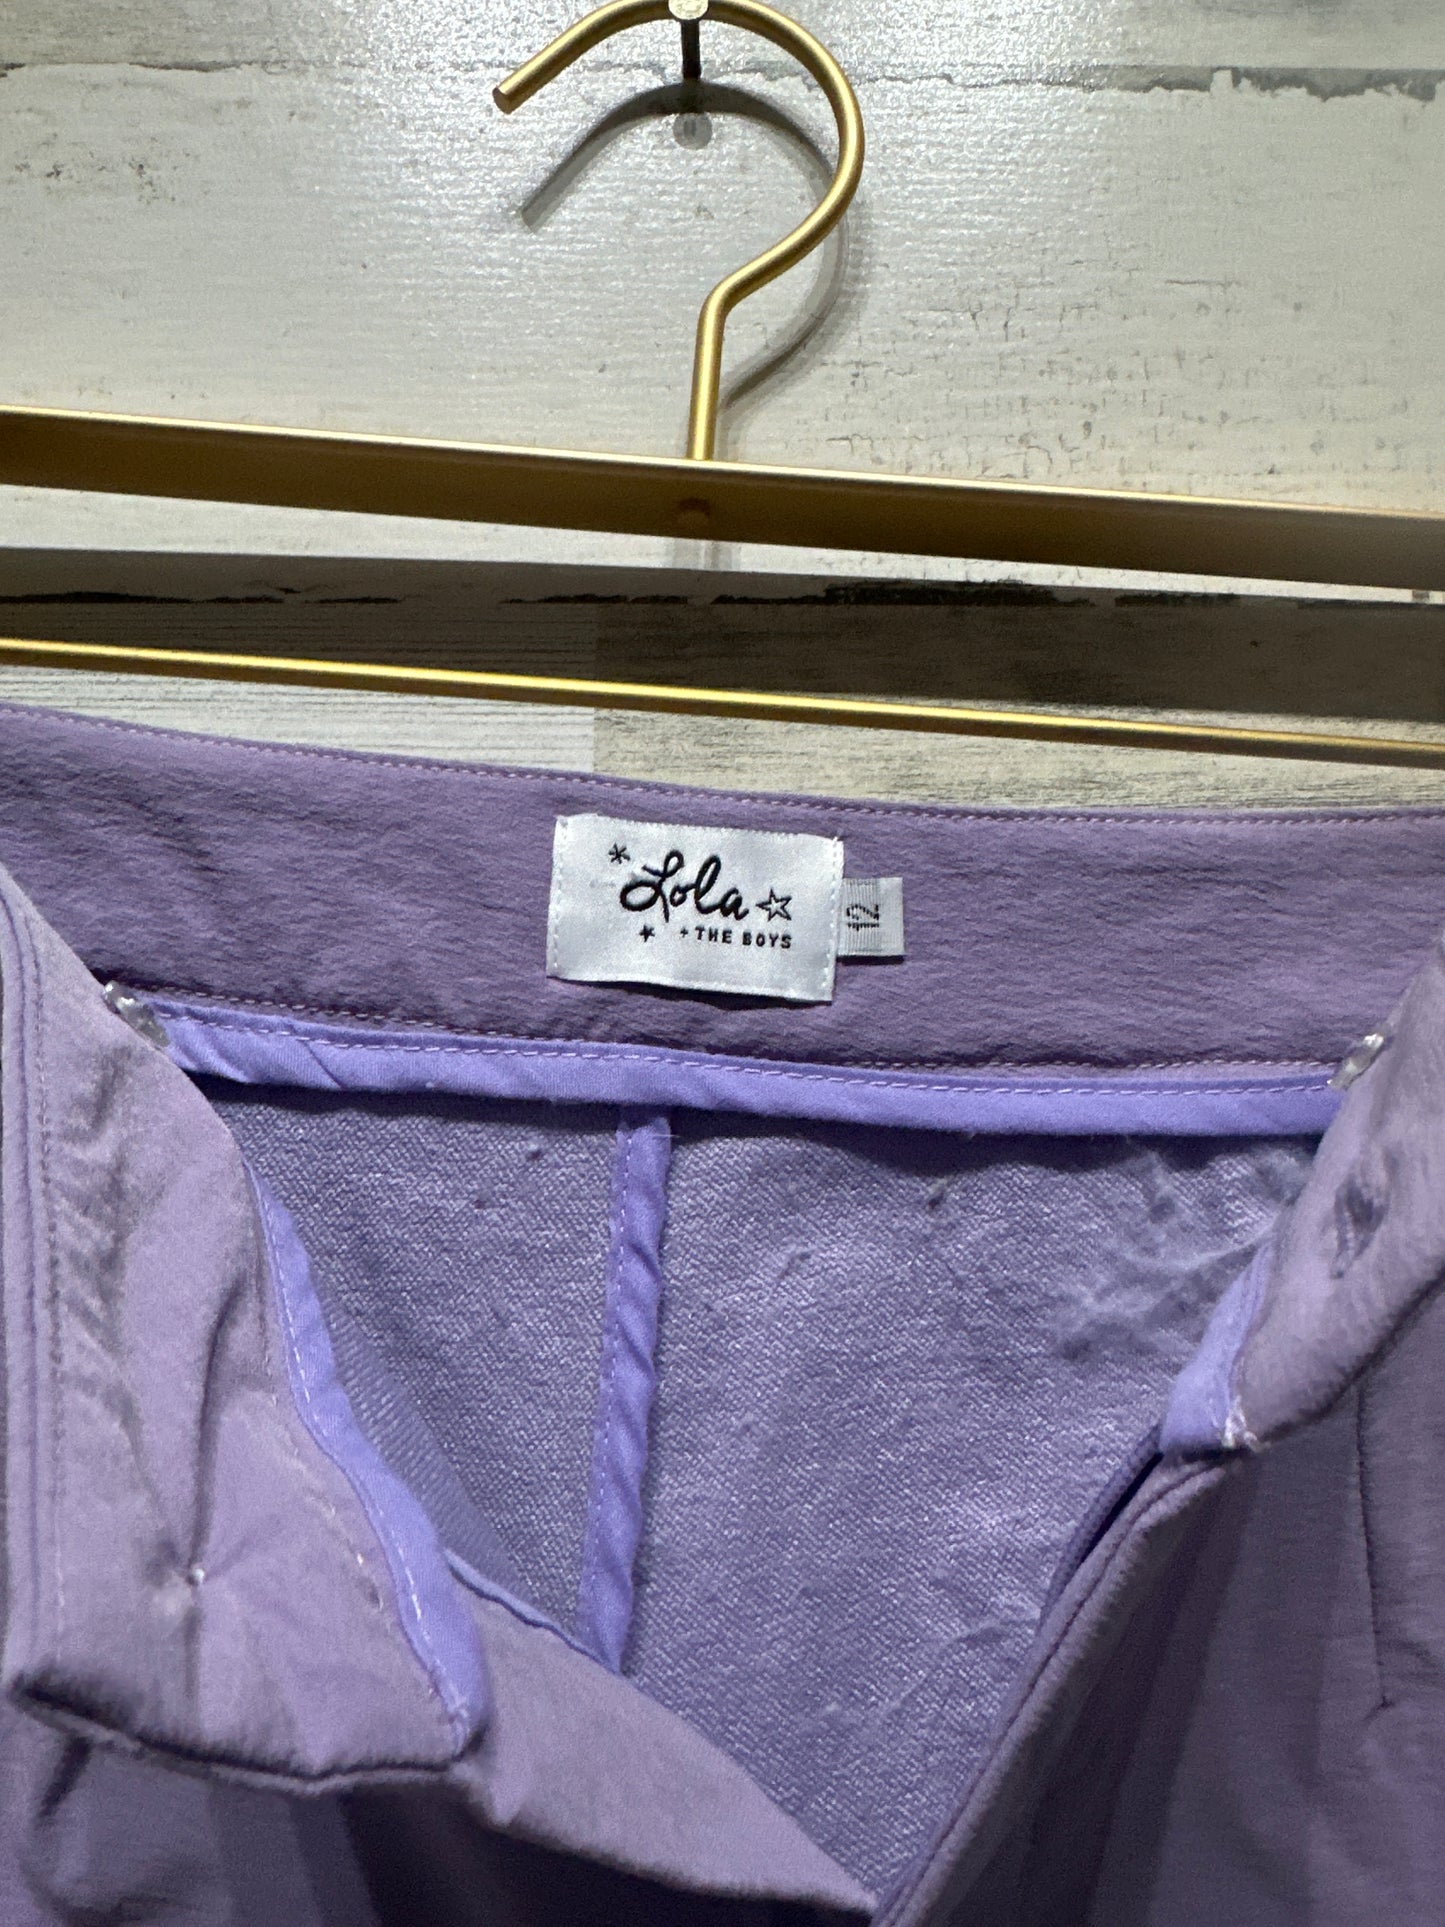 Lola
+ THE BOYS
12